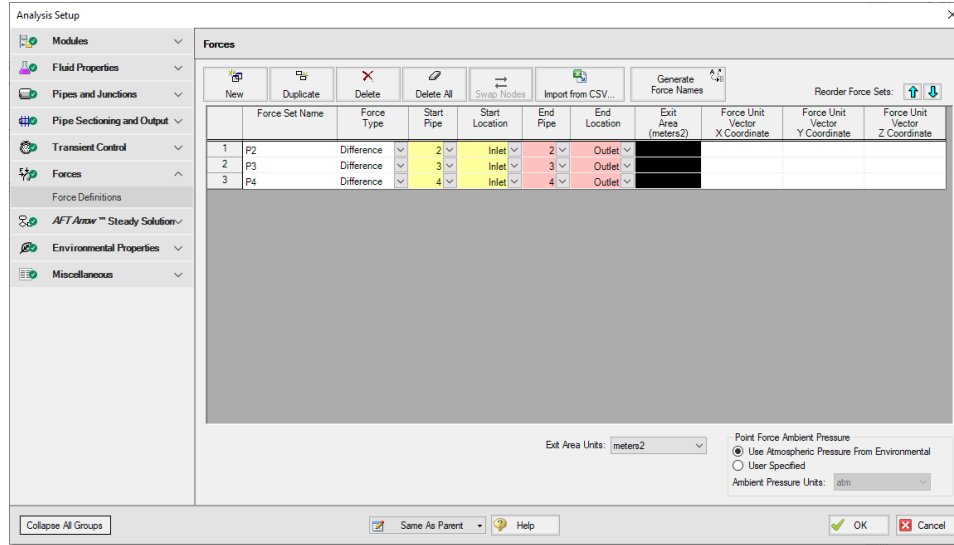 Analysis Setup
Modules
Fluid Properties
Pipes and Junctions
Pipe Sectioning and Output
Transient Control
Forces
Force Definitions
AFT Arrow ™ Steady Solution
Environmental Properties
Miscellaneous
Forces
New Duplicate Delete Delete All Swap Nodes Import from CSV... Generate Force Names Reorder Force Sets:
Force Set Name Force Type Start Pipe Start Location End Pipe End Location Exit Area (meters2) Force Unit Vector X Coordinate Force Unit Vector Y Coordinate Force Unit Vector Z Coordinate
1 P2 Difference 2 Inlet 2 Outlet
2 P3 Difference 3 Inlet 3 Outlet
3 P4 Difference 4 Inlet 4 Outlet
Exit Area Units: meters2
Point Force Ambient Pressure
Use Atmospheric Pressure From Environmental
User Specified
Ambient Pressure Units: atm
Collapse All Groups Same As Parent Help OK Cancel